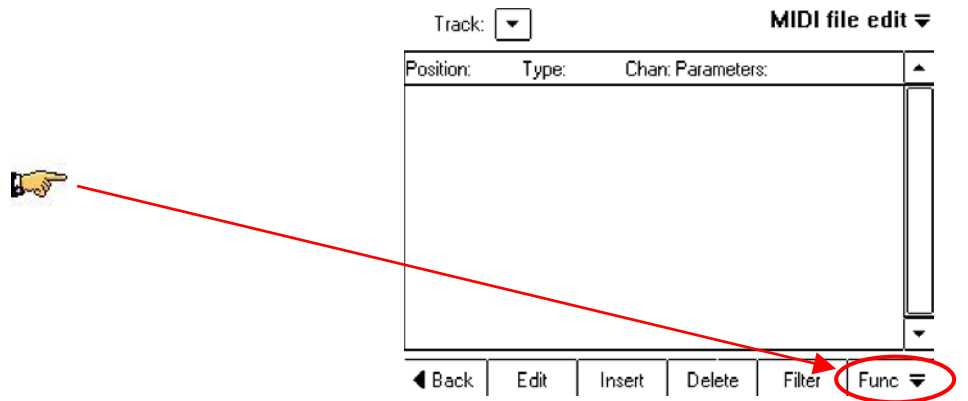 Track: MIDI file edit
Position: Type: Chan: Parameters:
Back Edit Insert Delete Filter Func